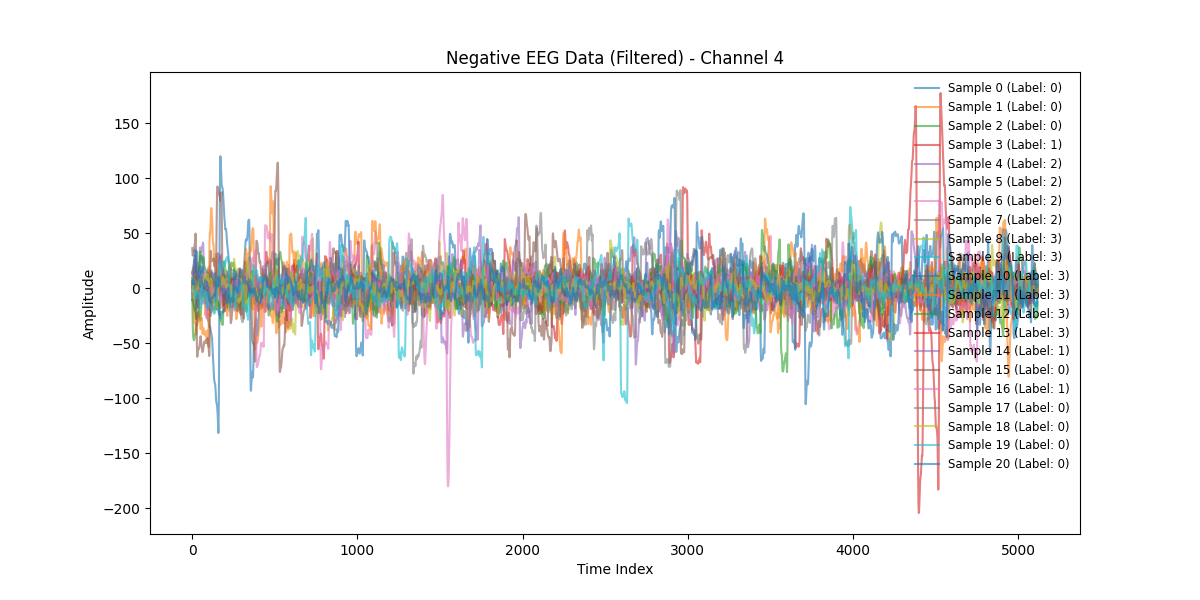 Negative EEG Data (Filtered) - Channel 4
Sample 0 (Label: 0)
Sample 1 (Label: 0)
Sample 2 (Label: 0)
Sample 3 (Label: 1)
Sample 4 (Label: 2)
Sample 5 (Label: 2)
Sample 6 (Label: 2)
Sample 7 (Label: 2)
Sample 8 (Label: 3)
Sample 9 (Label: 3)
Sample 10 (Label: 3)
Sample 11 (Label: 3)
Sample 12 (Label: 3)
Sample 13 (Label: 3)
Sample 14 (Label: 1)
Sample 15 (Label: 0)
Sample 16 (Label: 1)
Sample 17 (Label: 0)
Sample 18 (Label: 0)
Sample 19 (Label: 0)
Sample 20 (Label: 0)
150
100
50
0
−50
−100
−150
−200
Amplitude
0 1000 2000 3000 4000 5000
Time Index